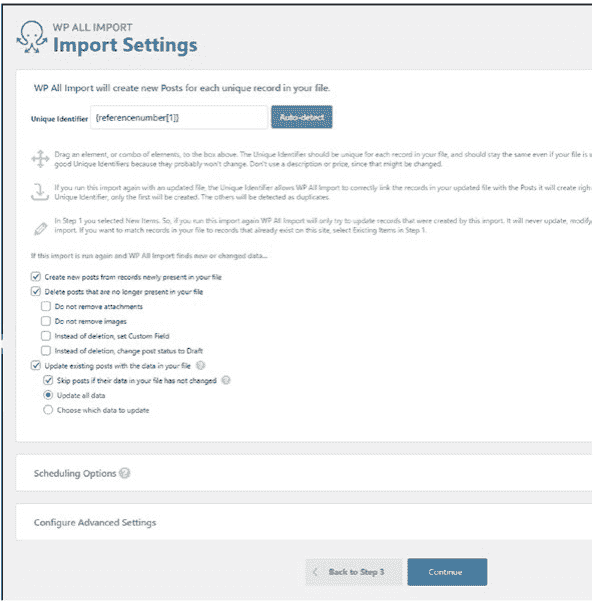 WP ALL IMPORT
Import Settings
WP All Import will create new Posts for each unique record in your file.
Unique Identifier {referencenumber[1]} Auto-detect
Drag an element, or combo of elements, to the box above. The Unique Identifier should be unique for each record in your file, and should stay the same even if your file is u
good Unique Identifiers because they probably won't change. Don't use a description or price, since that might be changed.
If you run this import again with an updated file, the Unique Identifier allows WP All Import to correctly link the records in your updated file with the Posts it will create righ
Unique Identifier, only the first will be created. The others will be detected as duplicates.
In Step 1 you selected New Items. So, if you run this import again WP All Import will only try to update records that were created by this import. It will never update, modify
import. If you want to match records in your file to records that already exist on this site, select Existing Items in Step 1.
If this import is run again and WP All Import finds new or changed data...
Create new posts from records newly present in your file
Delete posts that are no longer present in your file
Do not remove attachments
Do not remove images
Instead of deletion, set Custom Field
Instead of deletion, change post status to Draft
Update existing posts with the data in your file ?
Skip posts if their data in your file has not changed ?
Update all data
Choose which data to update
Scheduling Options ?
Configure Advanced Settings
Back to Step 3
Continue